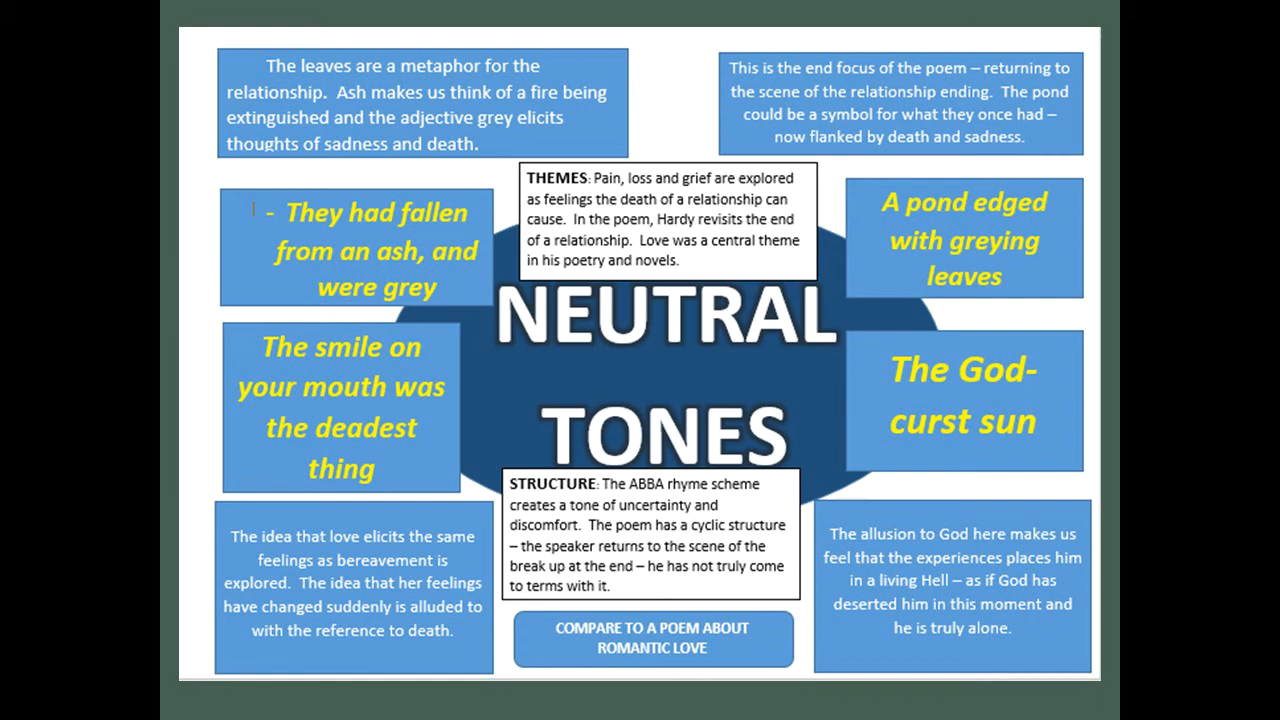 The leaves are a metaphor for the
relationship. Ash makes us think of a fire being
extinguished and the adjective grey elicits
thoughts of sadness and death.
This is the end focus of the poem – returning to
the scene of the relationship ending. The pond
could be a symbol for what they once had –
now flanked by death and sadness.
THEMES: Pain, loss and grief are explored
as feelings the death of a relationship can
cause. In the poem, Hardy revisits the end
of a relationship. Love was a central theme
in his poetry and novels.
- They had fallen
from an ash, and
were grey
A pond edged
with greying
leaves
NEUTRAL
TONES
The smile on
your mouth was
the deadest
thing
The God-
curst sun
STRUCTURE: The ABBA rhyme scheme
creates a tone of uncertainty and
discomfort. The poem has a cyclic structure
– the speaker returns to the scene of the
break up at the end – he has not truly come
to terms with it.
The idea that love elicits the same
feelings as bereavement is
explored. The idea that her feelings
have changed suddenly is alluded to
with the reference to death.
The allusion to God here makes us
feel that the experiences places him
in a living Hell – as if God has
deserted him in this moment and
he is truly alone.
COMPARE TO A POEM ABOUT
ROMANTIC LOVE